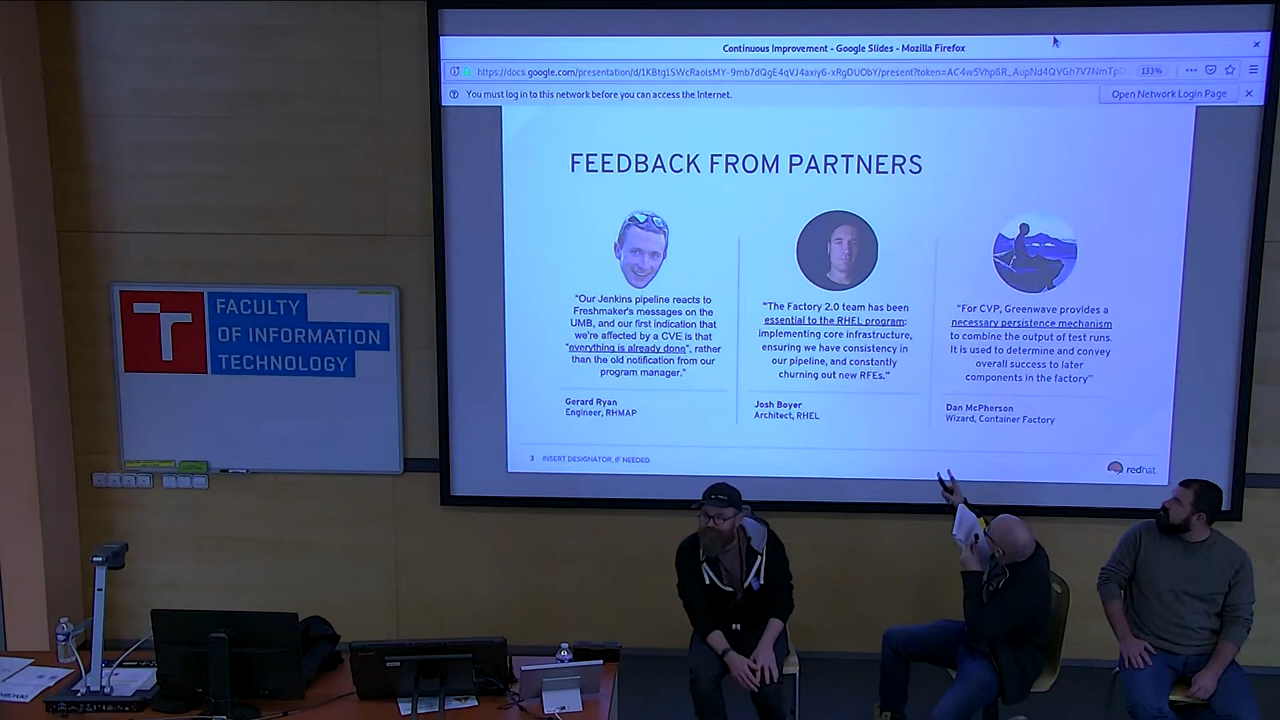 Continuous Improvement - Google Slides - Mozilla Firefox
133%
You must log in to this network before you can access the Internet.
Open Network Login Page
FEEDBACK FROM PARTNERS
"Our Jenkins pipeline reacts to
Freshmaker's messages on the
UMB, and our first indication that
we're affected by a CVE is that
"everything is already done", rather
than the old notification from our
program manager."
Gerard Ryan
Engineer, RHMAP
"The Factory 2.0 team has been
essential to the RHEL program:
implementing core infrastructure,
ensuring we have consistency in
our pipeline, and constantly
churning out new RFEs."
Josh Boyer
Architect, RHEL
"For CVP, Greenwave provides a
necessary persistence mechanism
to combine the output of test runs.
It is used to determine and convey
overall success to later
components in the factory"
Dan McPherson
Wizard, Container Factory
3 INSERT DESIGNATOR, IF NEEDED
redhat.
FACULTY
OF INFORMATION
TECHNOLOGY